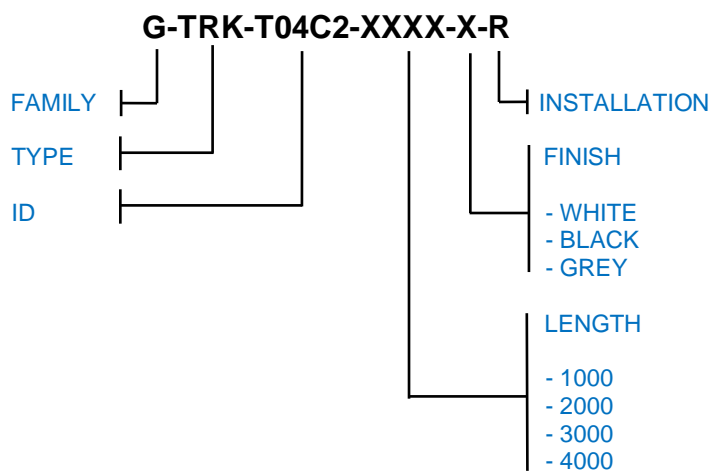 G-TRK-T04C2-XXXX-X-R
FAMILY
TYPE
ID
INSTALLATION
FINISH
- WHITE
- BLACK
- GREY
LENGTH
- 1000
- 2000
- 3000
- 4000